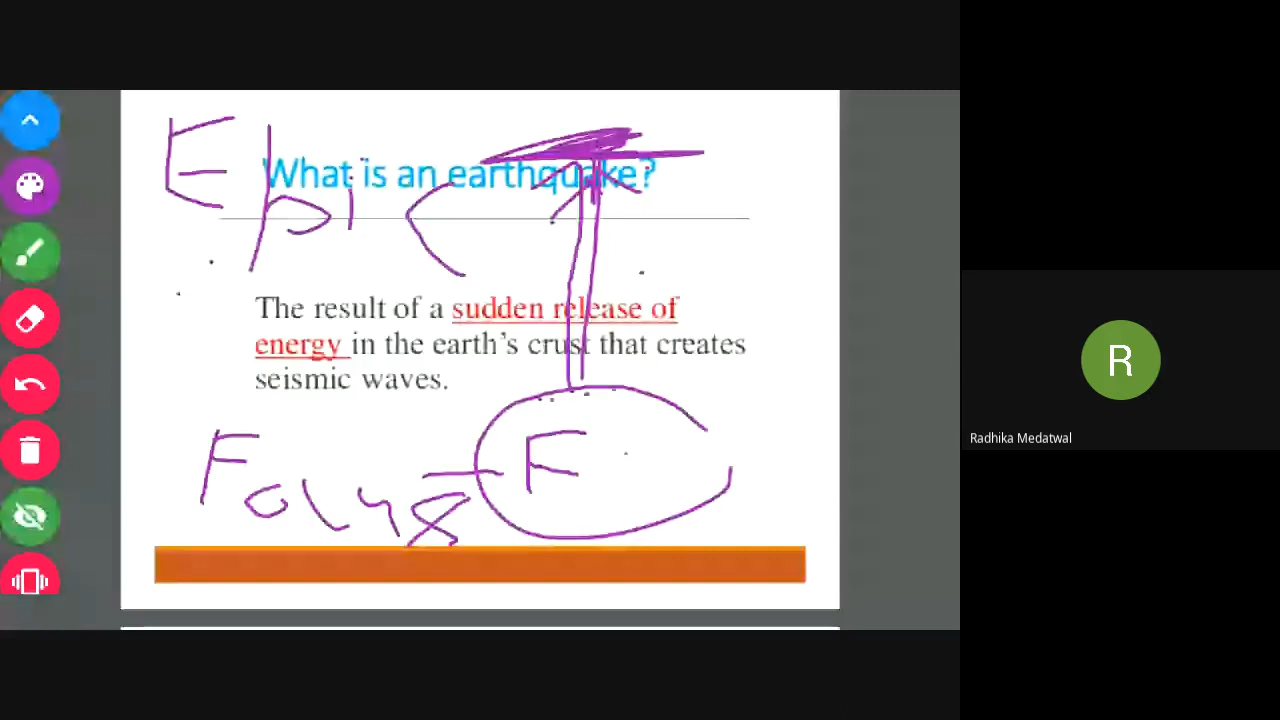 Epi C
What is an earthquake?
The result of a sudden release of
energy in the earth's crust that creates
seismic waves.
F
R
Radhika Medatwal